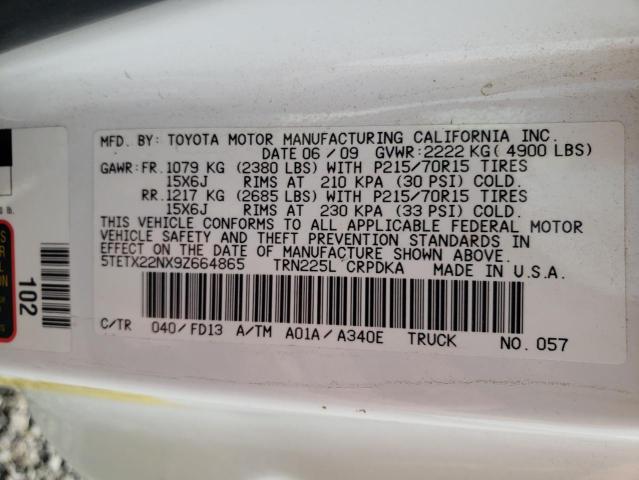 MFD. BY: TOYOTA MOTOR MANUFACTURING CALIFORNIA INC.
DATE 06 / 09 GVWR: 2222 KG( 4900 LBS)
GAWR: FR. 1079 KG (2380 LBS) WITH P215/70R15 TIRES
15X6J RIMS AT 210 KPA (30 PSI) COLD.
RR. 1217 KG (2685 LBS) WITH P215/70R15 TIRES
15X6J RIMS AT 230 KPA (33 PSI) COLD.
THIS VEHICLE CONFORMS TO ALL APPLICABLE FEDERAL MOTOR
VEHICLE SAFETY AND THEFT PREVENTION STANDARDS IN
EFFECT ON THE DATE OF MANUFACTURE SHOWN ABOVE.
5TETX22NX9Z664865 TRN225L CRPDKA MADE IN U.S.A.
C/TR 040/FD13 A/TM A01A/A340E TRUCK NO. 057
102
lb.